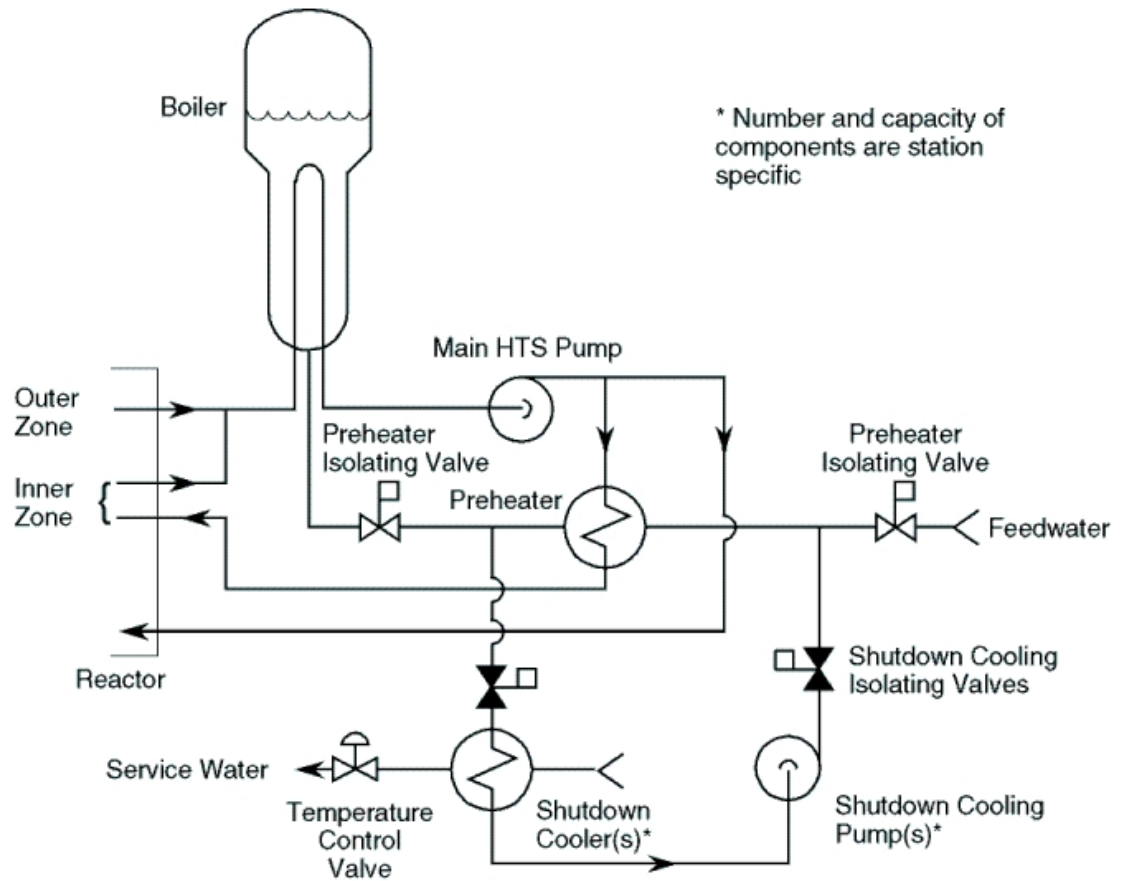 Boiler
* Number and capacity of
components are station
specific
Main HTS Pump
Outer
Zone
Preheater
Isolating Valve
Preheater
Isolating Valve
Inner
Zone
Preheater
Feedwater
Reactor
Shutdown Cooling
Isolating Valves
Service Water
Temperature
Control
Valve
Shutdown
Cooler(s)*
Shutdown Cooling
Pump(s)*